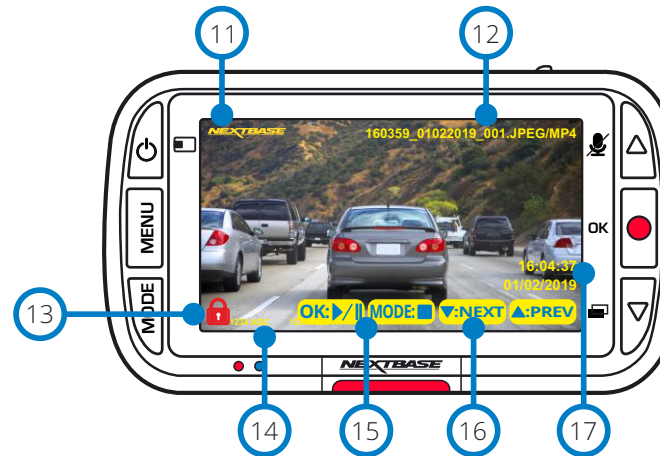 11
12
NEXTBASE
160359_01022019_001.JPEG/MP4
MENU
OK
MODE
16:04:37
01/02/2019
13
OK:▶/II
MODE:■
▼:NEXT
▲:PREV
NEXTBASE
17
14
15
16